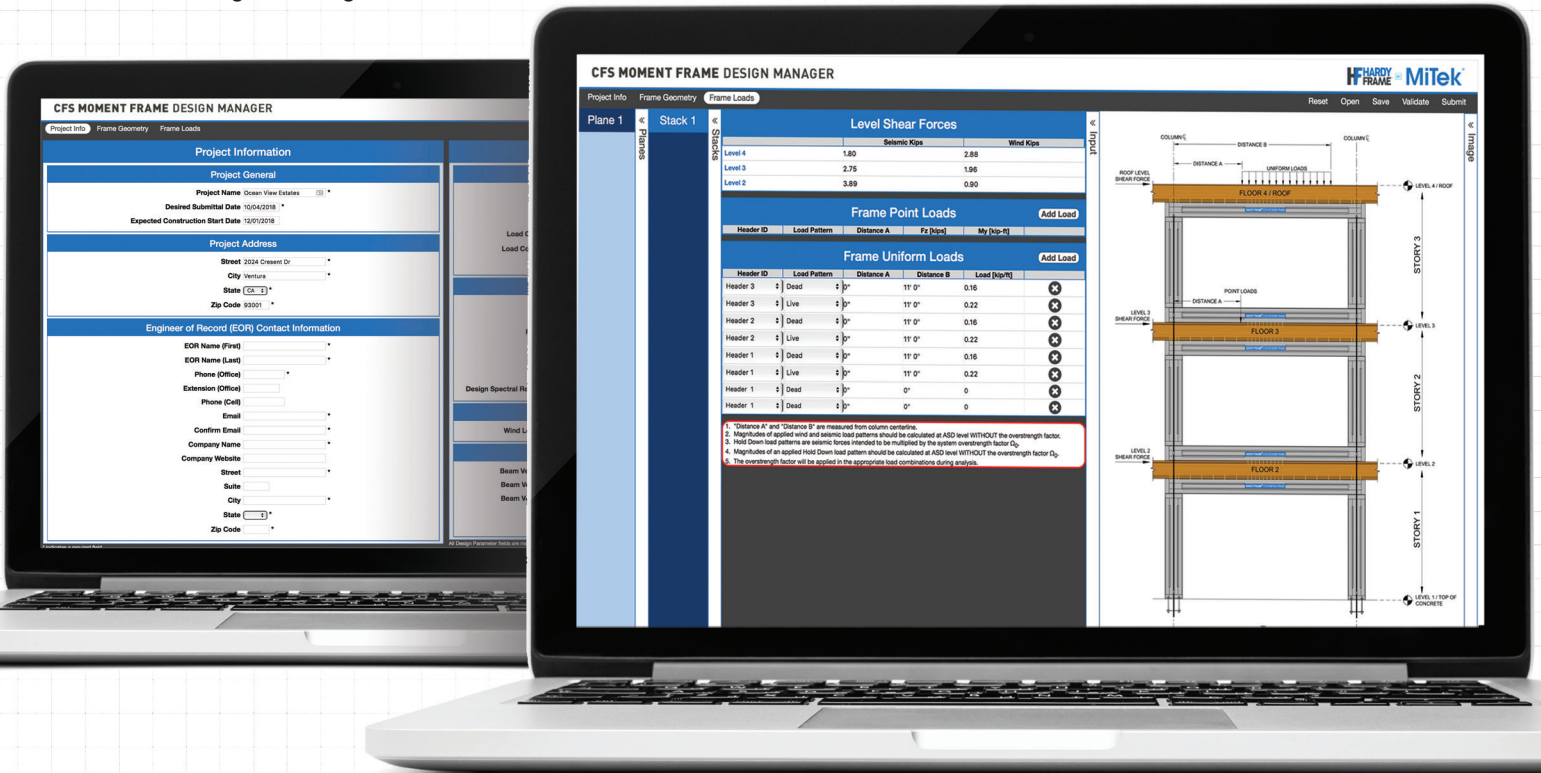 CFS MOMENT FRAME DESIGN MANAGER
Project Info Frame Geometry Frame Loads
Project Information
Project General
Project Name Ocean View Estates *
Desired Submittal Date 10/04/2018 *
Expected Construction Start Date 12/01/2018
Project Address
Street 2024 Cresent Dr *
City Ventura *
State CA *
Zip Code 93001 *
Engineer of Record (EOR) Contact Information
EOR Name (First) *
EOR Name (Last) *
Phone (Office) *
Extension (Office)
Phone (Cell)
Email *
Confirm Email *
Company Name *
Company Website
Street *
Suite
City *
State *
Zip Code *
Load
Load
Design Spectral
Wind
Beam
Beam
Beam
All Design Parameter fields are
CFS MOMENT FRAME DESIGN MANAGER
HF HARDY FRAME MiTek
Project Info Frame Geometry Frame Loads
Reset Open Save Validate Submit
Plane 1
« Planes
Stack 1
« Stacks
Level Shear Forces
Seismic Kips Wind Kips
Level 4 1.80 2.88
Level 3 2.75 1.96
Level 2 3.89 0.90
Frame Point Loads Add Load
Header ID Load Pattern Distance A Fz [kips] My [kip-ft]
Frame Uniform Loads Add Load
Header ID Load Pattern Distance A Distance B Load [kip/ft]
Header 3 Dead 0" 11' 0" 0.16
Header 3 Live 0" 11' 0" 0.22
Header 2 Dead 0" 11' 0" 0.16
Header 2 Live 0" 11' 0" 0.22
Header 1 Dead 0" 11' 0" 0.16
Header 1 Live 0" 11' 0" 0.22
Header 1 Dead 0" 0" 0
Header 1 Dead 0" 0" 0
1. "Distance A" and "Distance B" are measured from column centerline.
2. Magnitudes of applied wind and seismic load patterns should be calculated at ASD level WITHOUT the overstrength factor.
3. Hold Down load patterns are seismic forces intended to be multiplied by the system overstrength factor Ω0.
4. Magnitudes of an applied Hold Down load pattern should be calculated at ASD level WITHOUT the overstrength factor Ω0.
5. The overstrength factor will be applied in the appropriate load combinations during analysis.
« Input
COLUMN ℄
COLUMN ℄
DISTANCE B
DISTANCE A
UNIFORM LOADS
ROOF LEVEL
SHEAR FORCE
FLOOR 4 / ROOF
LEVEL 4 / ROOF
STORY 3
POINT LOADS
DISTANCE A
LEVEL 3
SHEAR FORCE
FLOOR 3
LEVEL 3
STORY 2
LEVEL 2
SHEAR FORCE
FLOOR 2
LEVEL 2
STORY 1
LEVEL 1 / TOP OF
CONCRETE
« Image